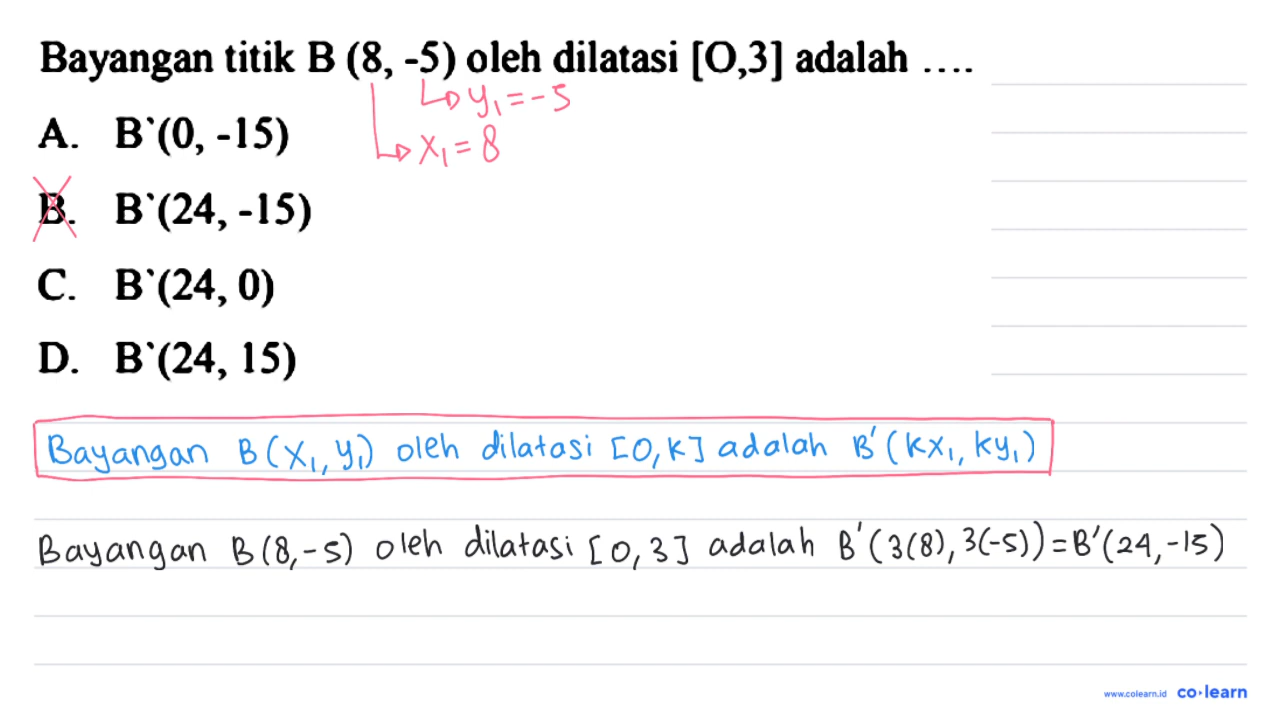 Bayangan titik B (8, -5) oleh dilatasi [O,3] adalah ....
y₁ = -5
x₁ = 8
A. B`(0, -15)
B. B`(24, -15)
C. B`(24, 0)
D. B`(24, 15)
Bayangan B(x₁, y₁) oleh dilatasi [O,k] adalah B'(kx₁, ky₁)
Bayangan B(8,-5) oleh dilatasi [O,3] adalah B'(3(8), 3(-5)) = B'(24,-15)
www.colearn.id co·learn